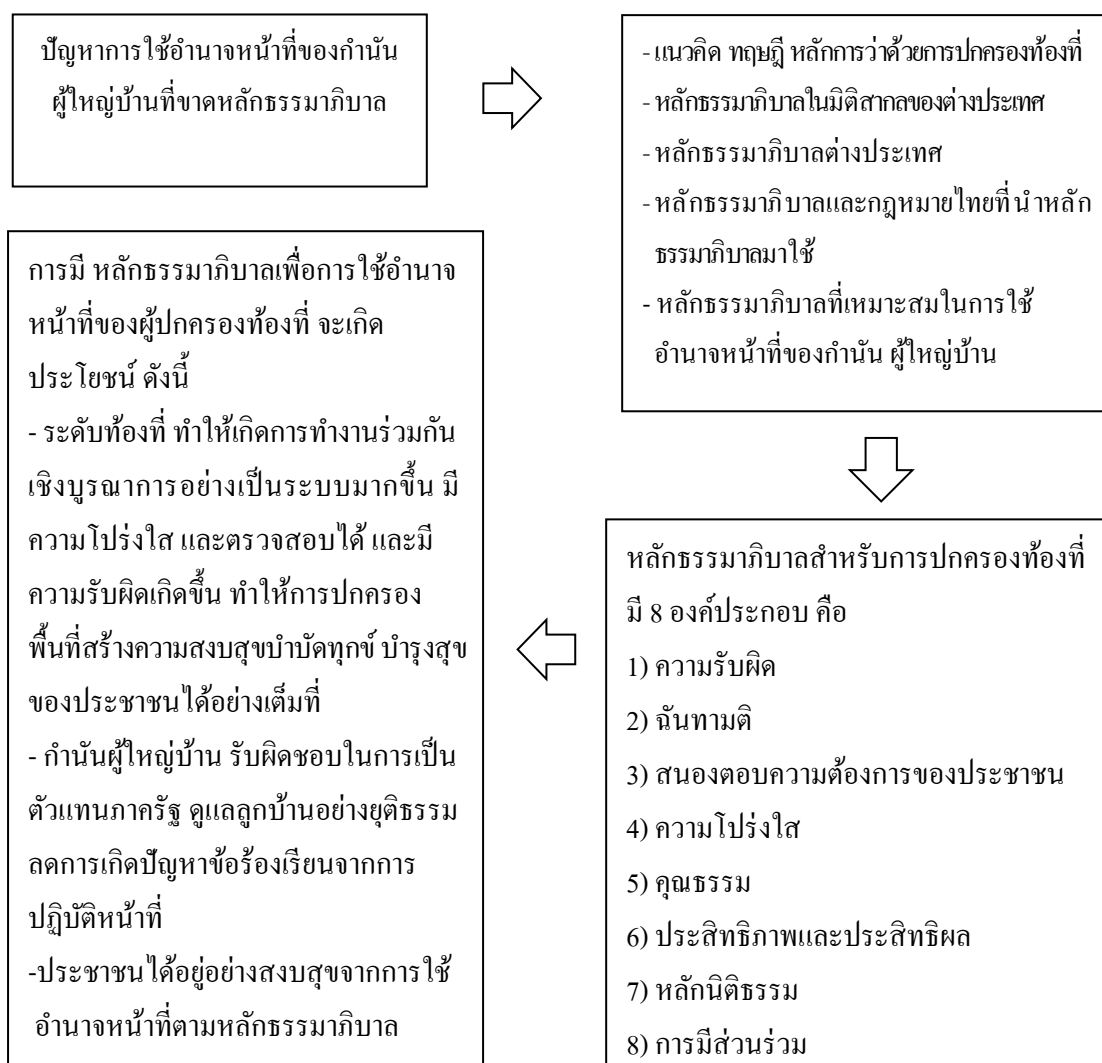 ปัญหาการใช้อำนาจหน้าที่ของกำนัน
ผู้ใหญ่บ้านที่ขาดหลักธรรมาภิบาล
- แนวคิด ทฤษฎี หลักการว่าด้วยการปกครองท้องที่
- หลักธรรมาภิบาลในมิติสากลของต่างประเทศ
- หลักธรรมาภิบาลต่างประเทศ
- หลักธรรมาภิบาลและกฎหมายไทยที่นำหลัก
ธรรมาภิบาลมาใช้
- หลักธรรมาภิบาลที่เหมาะสมในการใช้
อำนาจหน้าที่ของกำนัน ผู้ใหญ่บ้าน
หลักธรรมาภิบาลสำหรับการปกครองท้องที่
มี 8 องค์ประกอบ คือ
1) ความรับผิด
2) ฉันทามติ
3) สนองตอบความต้องการของประชาชน
4) ความโปร่งใส
5) คุณธรรม
6) ประสิทธิภาพและประสิทธิผล
7) หลักนิติธรรม
8) การมีส่วนร่วม
การมี หลักธรรมาภิบาลเพื่อการใช้อำนาจ
หน้าที่ของผู้ปกครองท้องที่ จะเกิด
ประโยชน์ ดังนี้
- ระดับท้องที่ ทำให้เกิดการทำงานร่วมกัน
เชิงบูรณาการอย่างเป็นระบบมากขึ้น มี
ความโปร่งใส และตรวจสอบได้ และมี
ความรับผิดเกิดขึ้น ทำให้การปกครอง
พื้นที่สร้างความสงบสุขบำบัดทุกข์ บำรุงสุข
ของประชาชนได้อย่างเต็มที่
- กำนันผู้ใหญ่บ้าน รับผิดชอบในการเป็น
ตัวแทนภาครัฐ ดูแลลูกบ้านอย่างยุติธรรม
ลดการเกิดปัญหาข้อร้องเรียนจากการ
ปฏิบัติหน้าที่
-ประชาชนได้อยู่อย่างสงบสุขจากการใช้
อำนาจหน้าที่ตามหลักธรรมาภิบาล